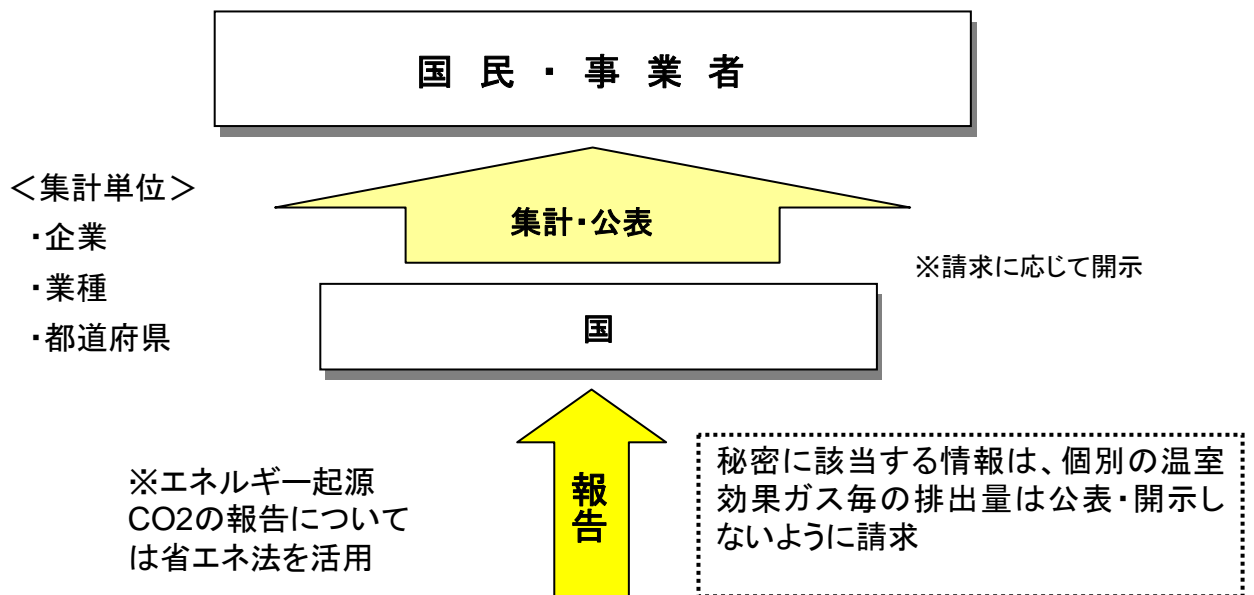 国 民 ・ 事 業 者
＜集計単位＞
・企業
・業種
・都道府県
集計・公表
※請求に応じて開示
国
報告
※エネルギー起源
CO2の報告について
は省エネ法を活用
秘密に該当する情報は、個別の温室
効果ガス毎の排出量は公表・開示し
ないように請求